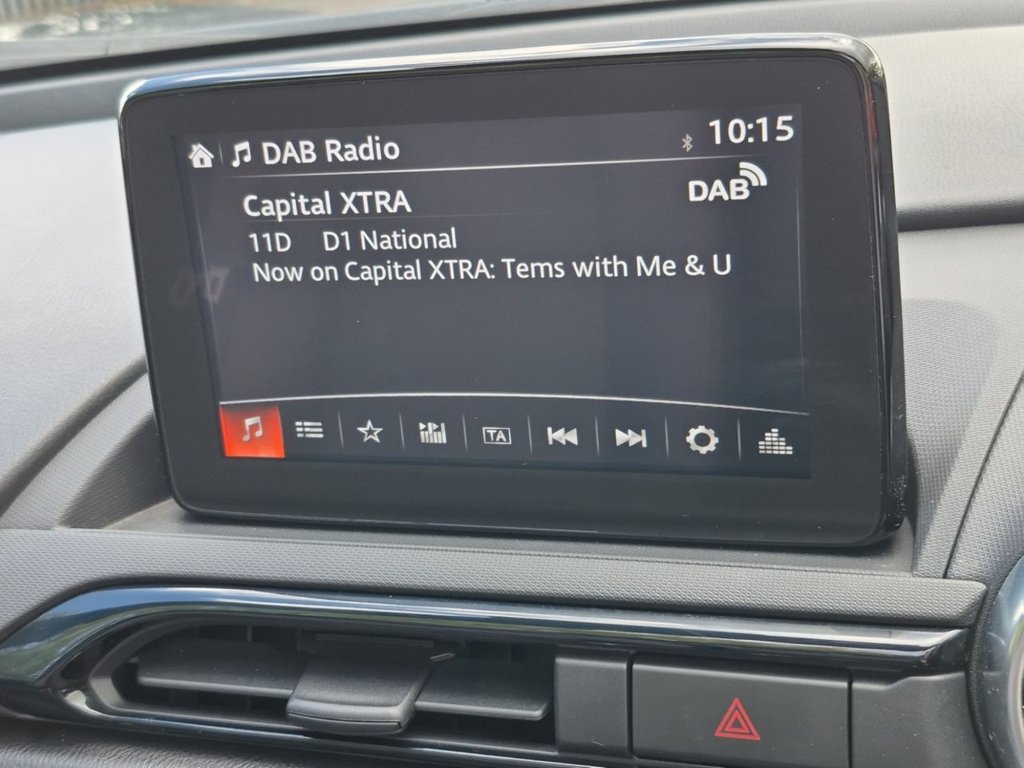 DAB Radio 10:15
Capital XTRA DAB
11D D1 National
Now on Capital XTRA: Tems with Me & U
TA